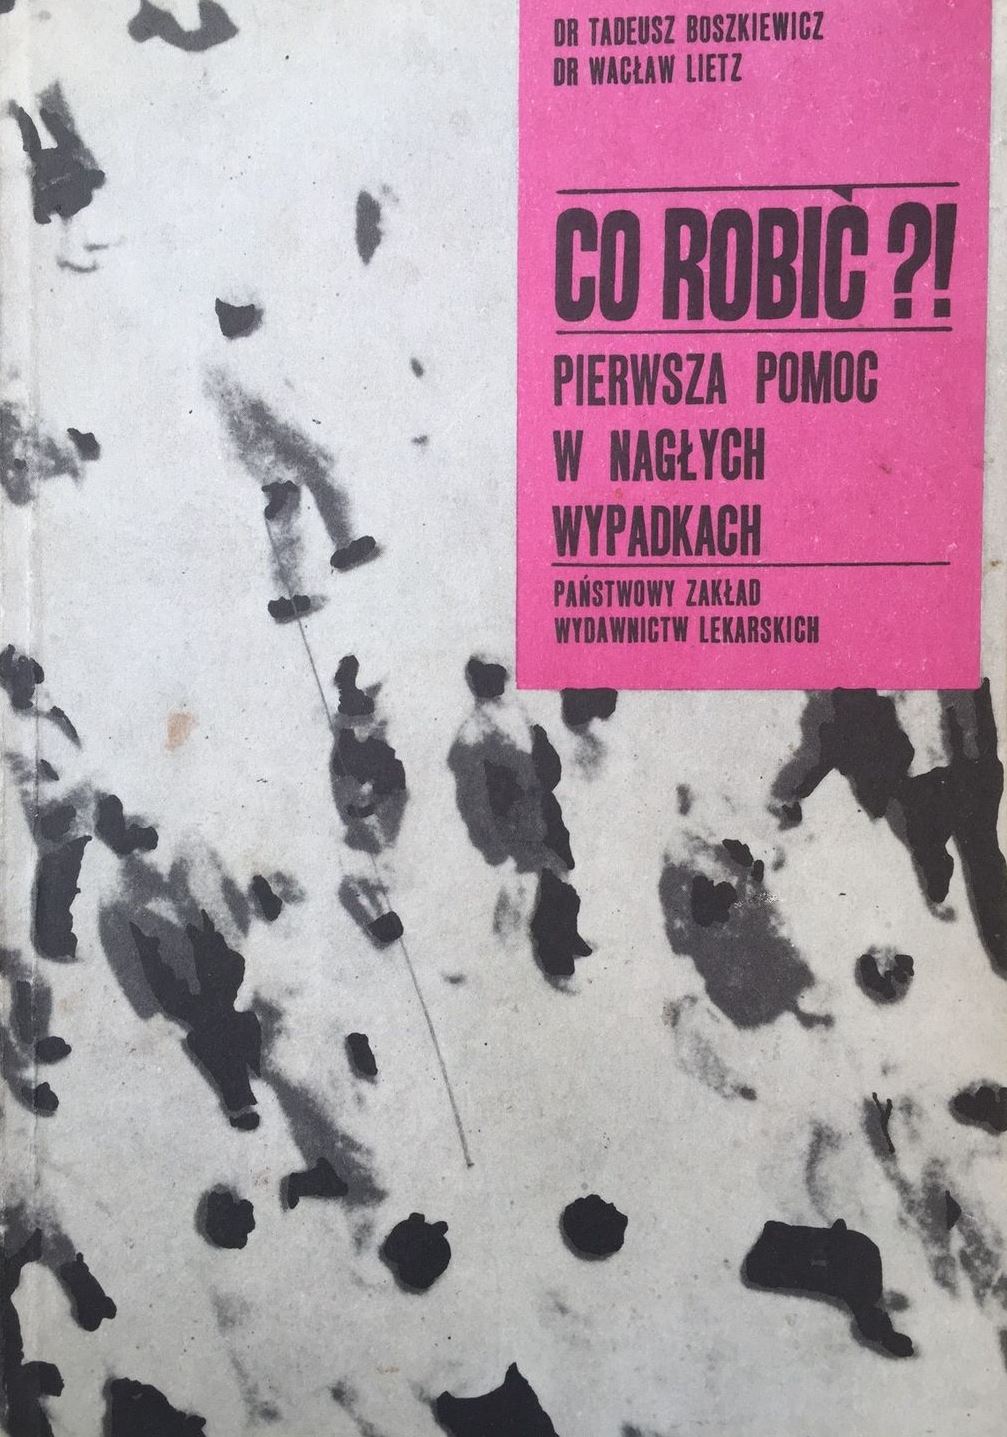 DR TADEUSZ BOSZKIEWICZ
DR WACŁAW LIETZ
CO ROBIĆ ?!
PIERWSZA POMOC
W NAGŁYCH
WYPADKACH
PAŃSTWOWY ZAKŁAD
WYDAWNICTW LEKARSKICH